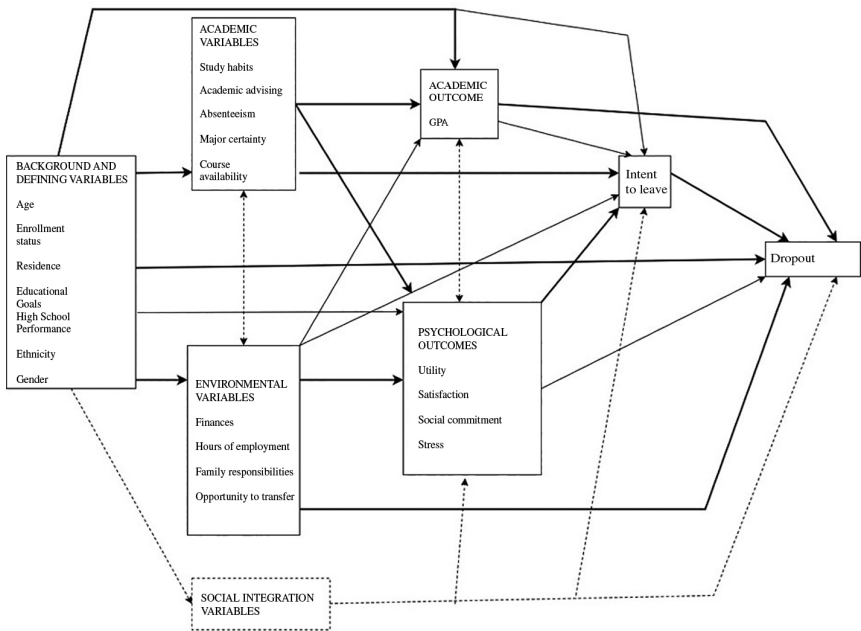 BACKGROUND AND
DEFINING VARIABLES
Age
Enrollment
status
Residence
Educational
Goals
High School
Performance
Ethnicity
Gender
ACADEMIC
VARIABLES
Study habits
Academic advising
Absenteeism
Major certainty
Course
availability
ENVIRONMENTAL
VARIABLES
Finances
Hours of employment
Family responsibilities
Opportunity to transfer
SOCIAL INTEGRATION
VARIABLES
ACADEMIC
OUTCOME
GPA
PSYCHOLOGICAL
OUTCOMES
Utility
Satisfaction
Social commitment
Stress
Intent
to leave
Dropout